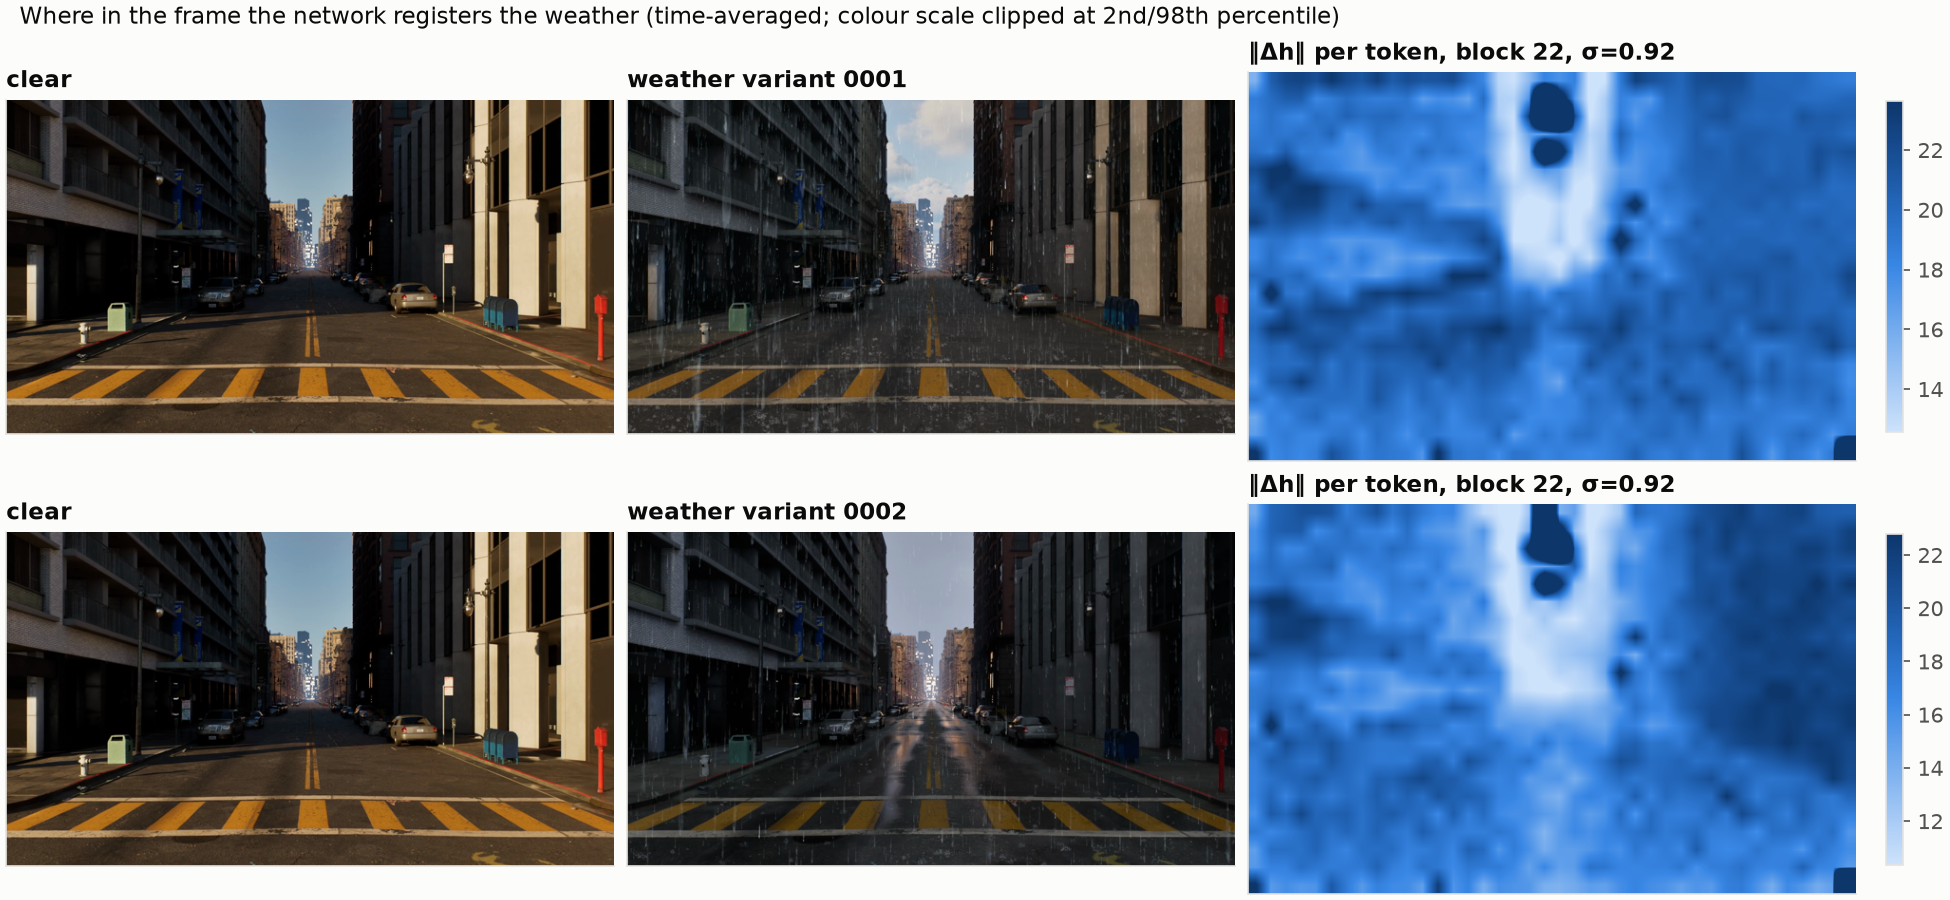 Where in the frame the network registers the weather (time-averaged; colour scale clipped at 2nd/98th percentile)
clear
weather variant 0001
‖Δh‖ per token, block 22, σ=0.92
22
20
18
16
14
clear
weather variant 0002
‖Δh‖ per token, block 22, σ=0.92
22
20
18
16
14
12